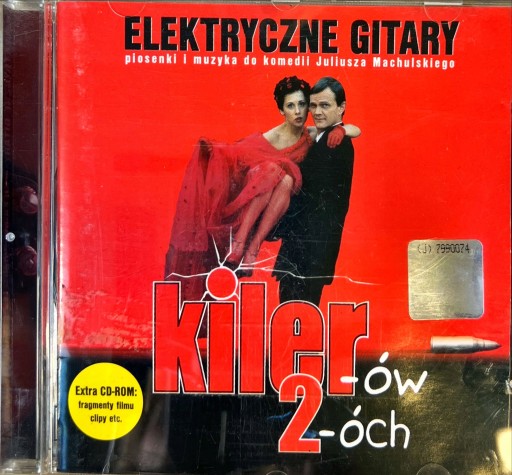 ELEKTRYCZNE GITARY
piosenki i muzyka do komedii Juliusza Machulskiego
(J) 7990074
kiler
-ów
2-óch
Extra CD-ROM:
fragmenty filmu
clipy etc.